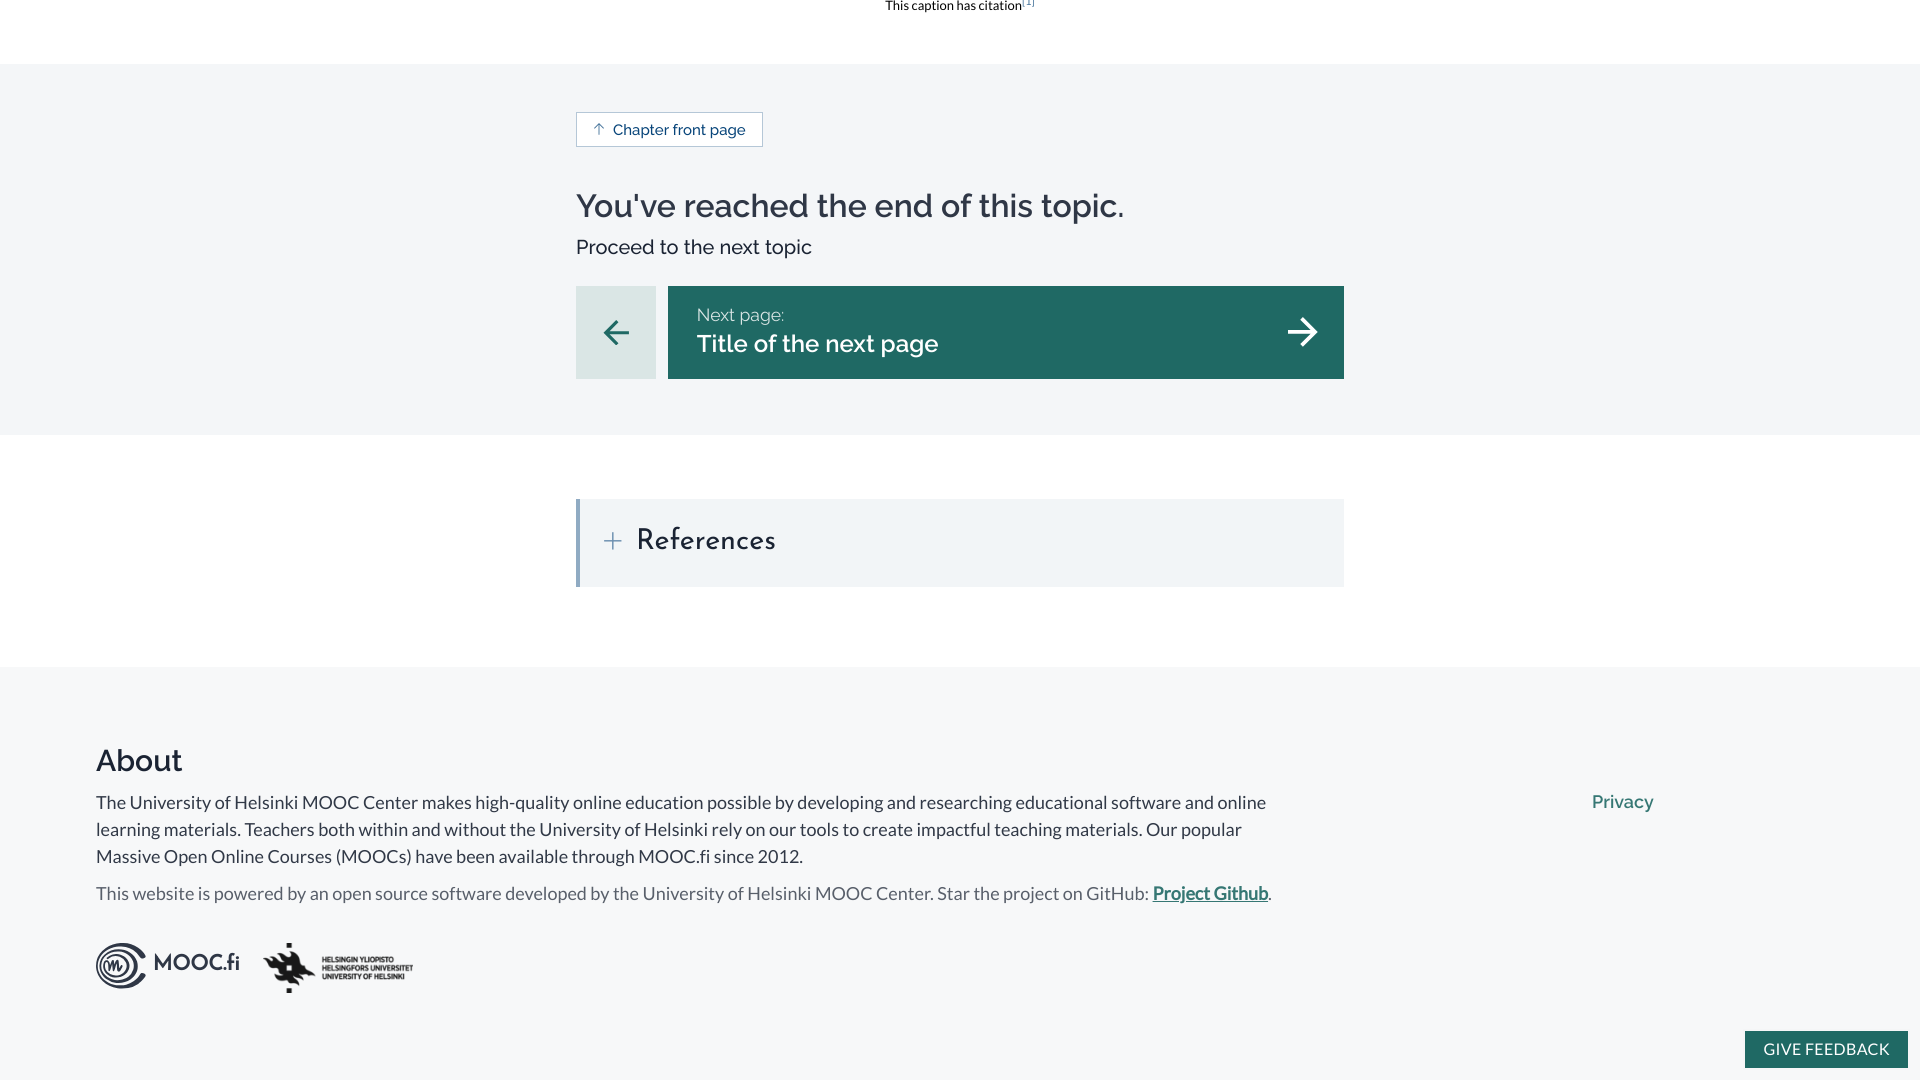 This caption has citation[1]
Chapter front page
You've reached the end of this topic.
Proceed to the next topic
Next page:
Title of the next page
References
About
The University of Helsinki MOOC Center makes high-quality online education possible by developing and researching educational software and online
learning materials. Teachers both within and without the University of Helsinki rely on our tools to create impactful teaching materials. Our popular
Massive Open Online Courses (MOOCs) have been available through MOOC.fi since 2012.
Privacy
This website is powered by an open source software developed by the University of Helsinki MOOC Center. Star the project on GitHub: Project Github.
MOOC.fi
HELSINGIN YLIOPISTO
HELSINGFORS UNIVERSITET
UNIVERSITY OF HELSINKI
GIVE FEEDBACK